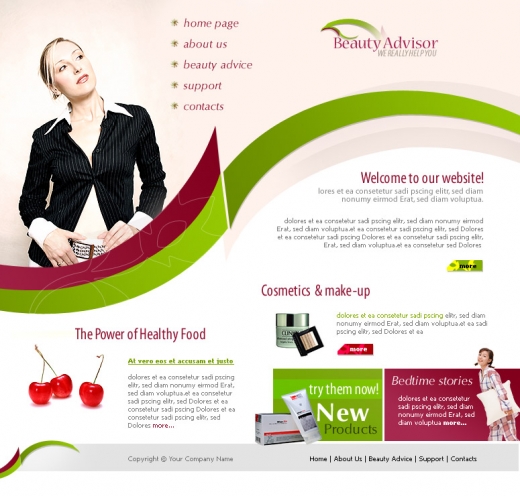 home page
about us
beauty advice
support
contacts
Beauty Advisor
WE REALLY HELP YOU
Welcome to our website!
lores et ea consetetur sadi pscing elitr, sed diam
nonumy eirmod Erat, sed diam voluptua.
dolores et ea consetetur sadi pscing elitr, sed diam nonumy eirmod
Erat, sed diam voluptua.at ea consetetur sadi pscing elitr, sed Dolores
et ea consetetur sadi pscing Dolores et ea consetetur sadi pscing elitr,
Erat, sed diam voluptua.et ea consetetur sed Dolores
more
Cosmetics & make-up
CLINIQUE
dolores et ea consetetur sadi pscing elitr, sed diam
nonumy eirmod Erat, sed diam voluptua.at ea sadi
pscing elitr, sed Dolores et ea
more
The Power of Healthy Food
At vero eos et accusam et justo
dolores et ea consetetur sadi pscing
elitr, sed diam nonumy eirmod Erat,
sed diam voluptua.at ea consetetur
sadi pscing elitr, sed Dolores et ea
consetetur sadi pscing elitr, sed
Dolores more...
try them now!
New
Products
Bedtime stories
dolores et ea consetetur
sadi pscing elitr, sed diam
nonumy eirmod Erat, sed
diam voluptua more...
Copyright © Your Company Name
Home | About Us | Beauty Advice | Support | Contacts